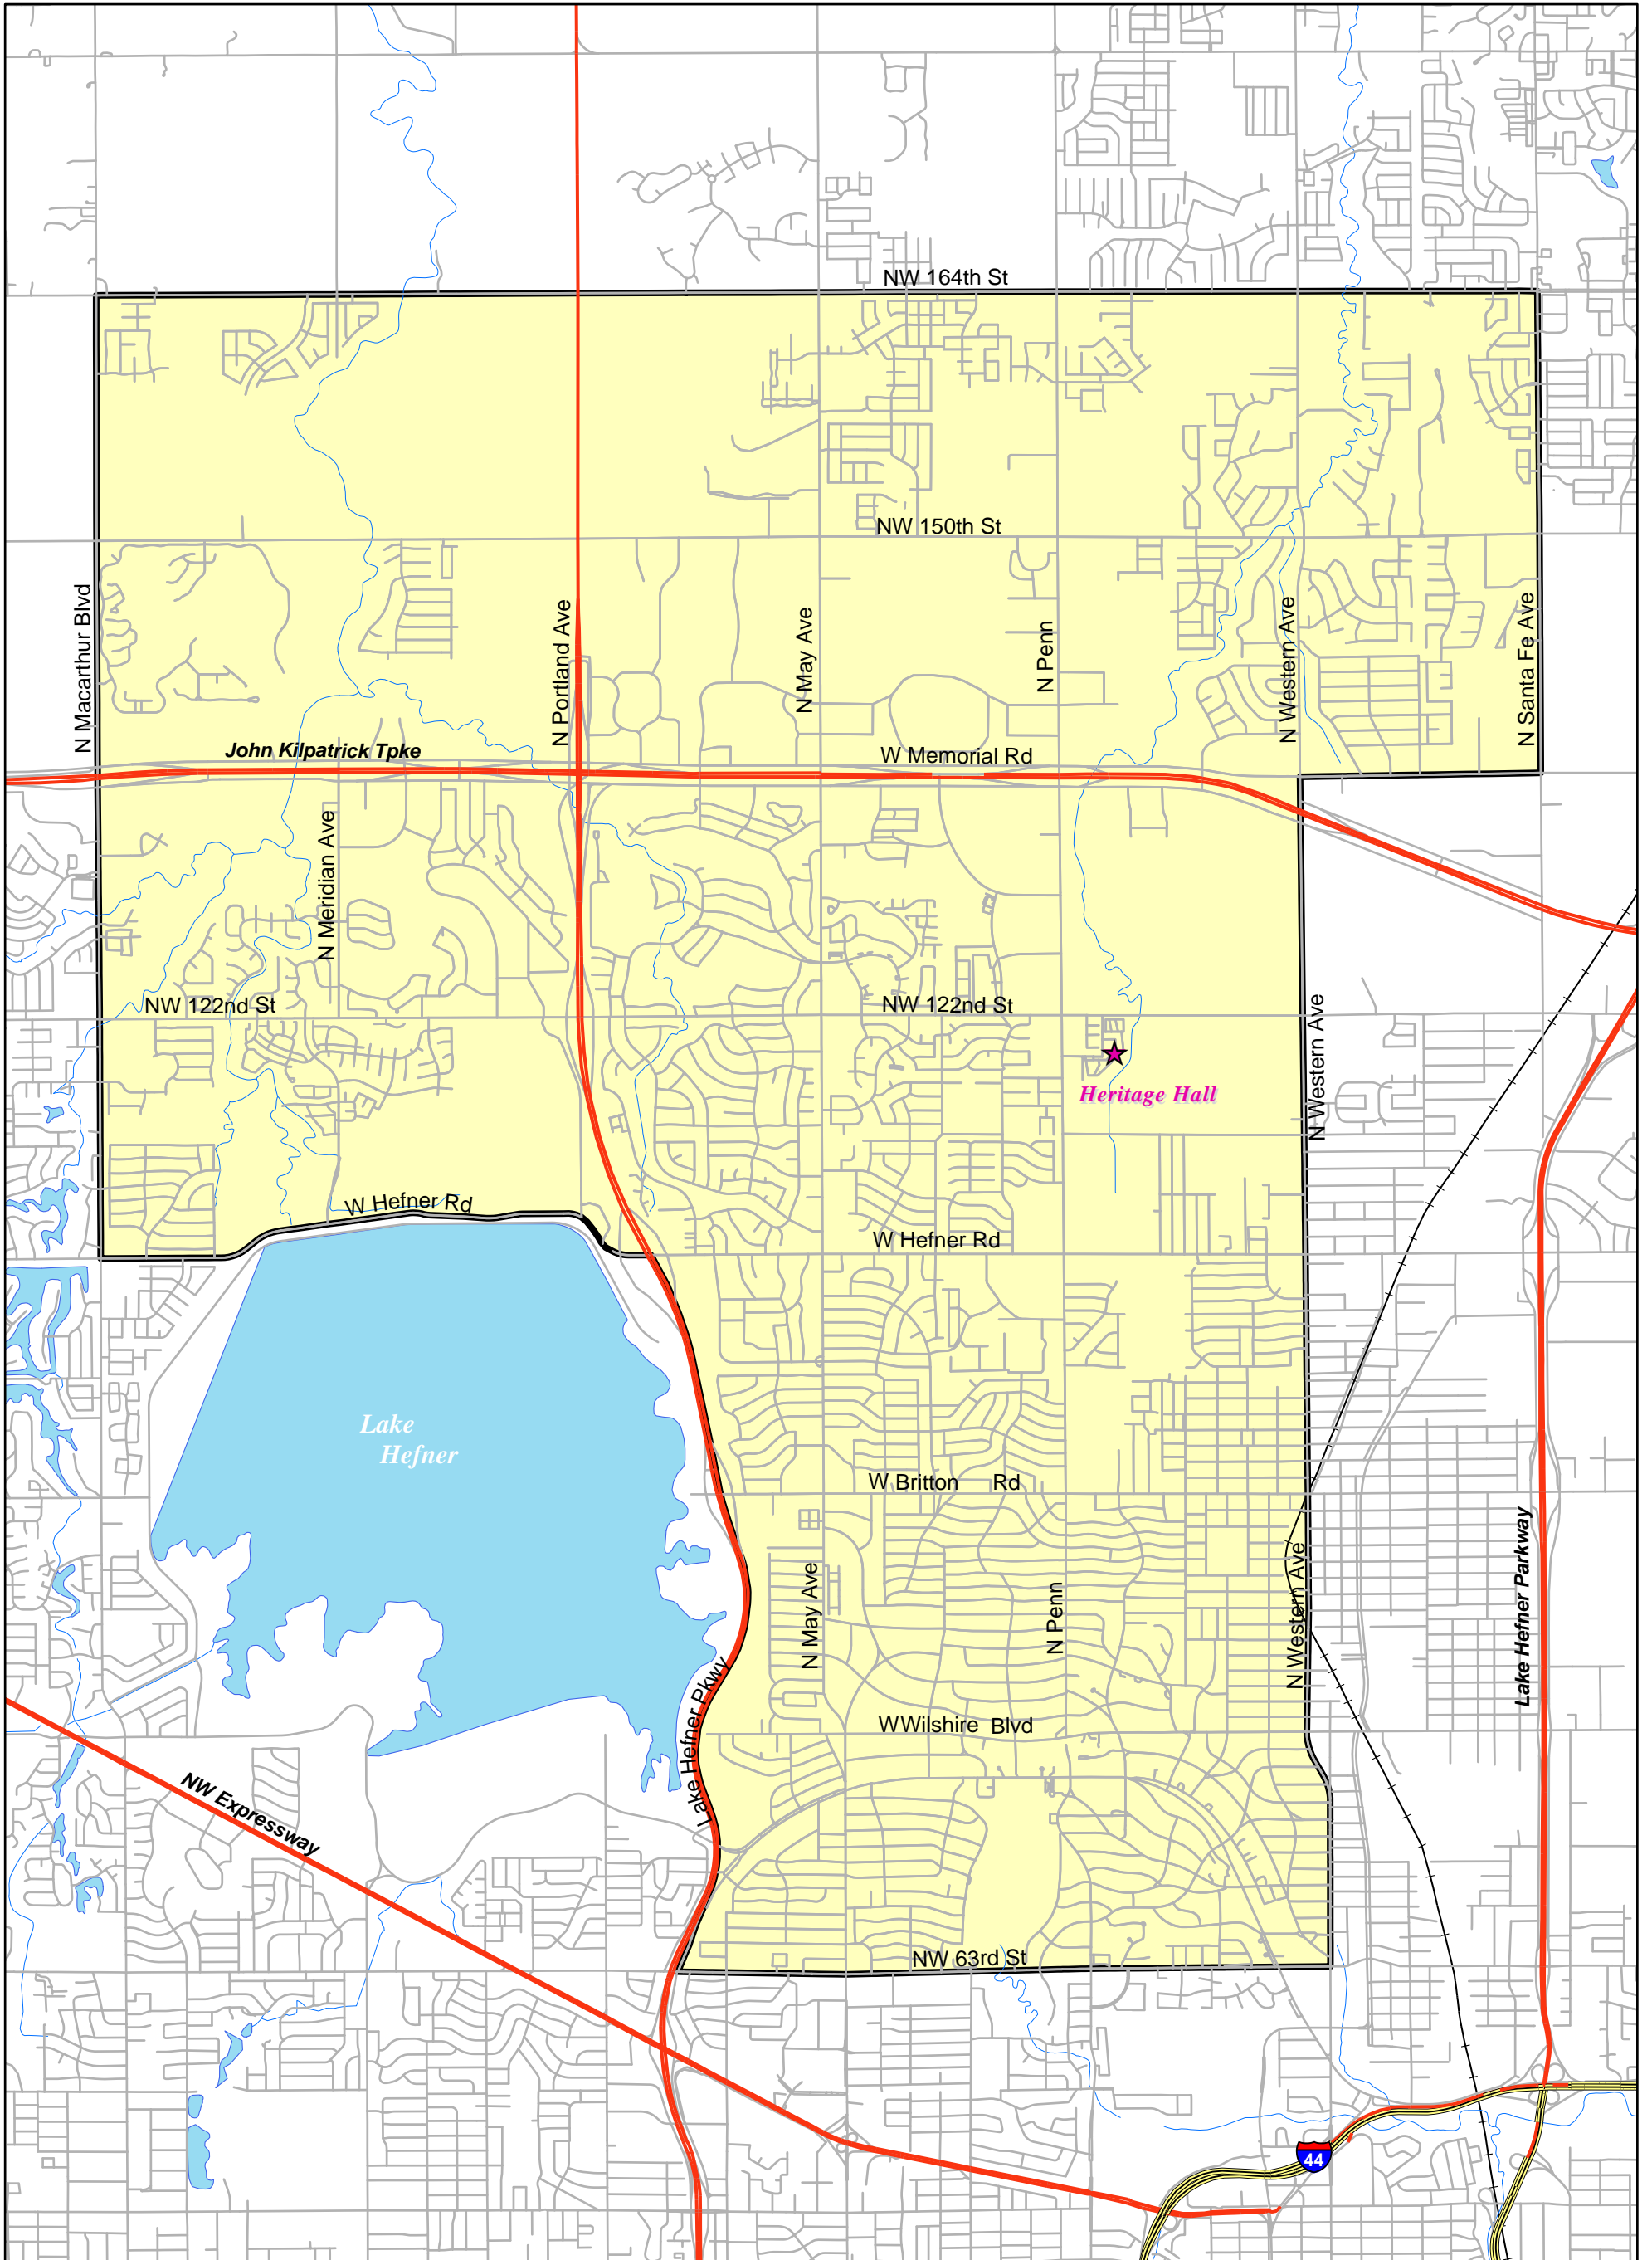 NW 164th St
NW 150th St
N Macarthur Blvd
N Portland Ave
N May Ave
N Penn
N Western Ave
N Santa Fe Ave
John Kilpatrick Tpke
W Memorial Rd
N Meridian Ave
NW 122nd St
NW 122nd St
N Western Ave
Heritage Hall
W Hefner Rd
W Hefner Rd
Lake
Hefner
W Britton Rd
N May Ave
N Penn
N Western Ave
Lake Hefner Parkway
Lake Hefner Pkwy
W Wilshire Blvd
NW Expressway
NW 63rd St
44